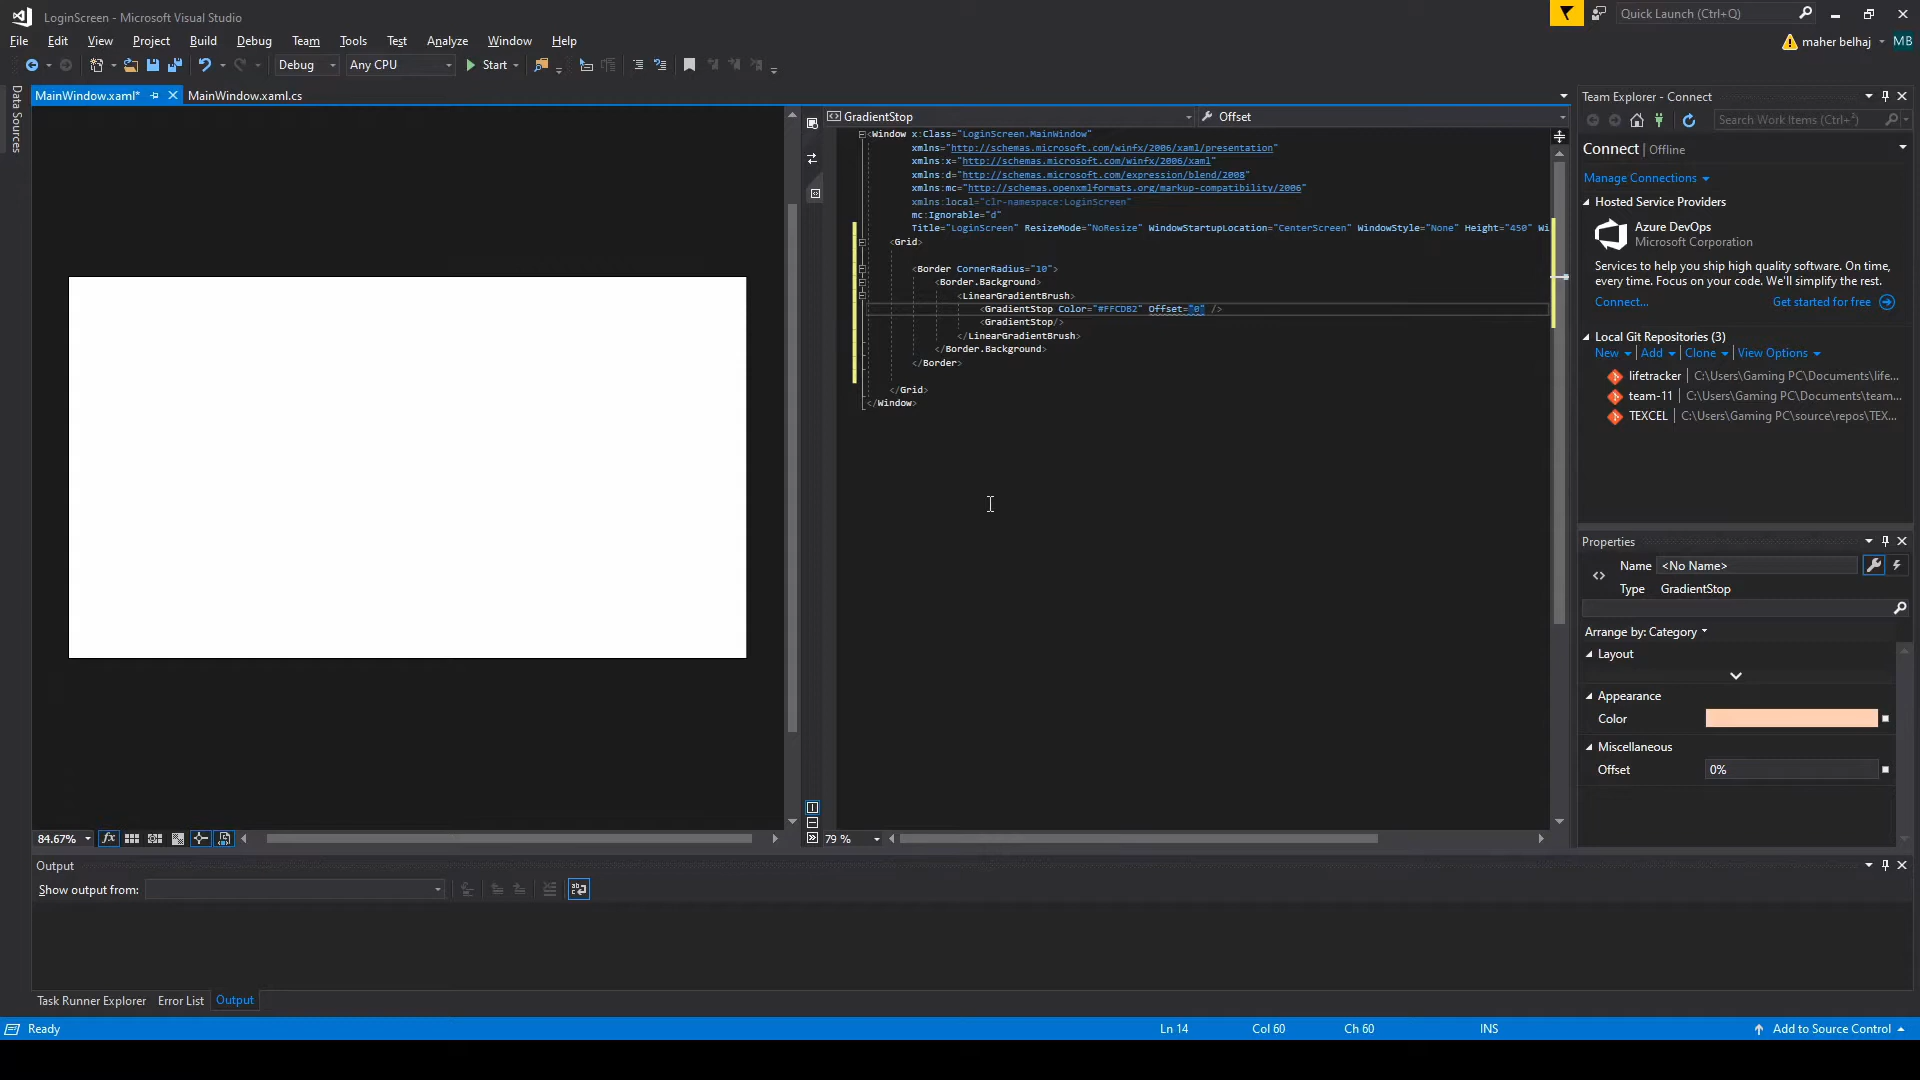 LoginScreen - Microsoft Visual Studio
Quick Launch (Ctrl+Q)
File Edit View Project Build Debug Team Tools Test Analyze Window Help
maher belhaj MB
Debug Any CPU Start
Data Sources
MainWindow.xaml* MainWindow.xaml.cs
GradientStop Offset
<Window x:Class="LoginScreen.MainWindow"
xmlns="http://schemas.microsoft.com/winfx/2006/xaml/presentation"
xmlns:x="http://schemas.microsoft.com/winfx/2006/xaml"
xmlns:d="http://schemas.microsoft.com/expression/blend/2008"
xmlns:mc="http://schemas.openxmlformats.org/markup-compatibility/2006"
xmlns:local="clr-namespace:LoginScreen"
mc:Ignorable="d"
Title="LoginScreen" ResizeMode="NoResize" WindowStartupLocation="CenterScreen" WindowStyle="None" Height="450" Wi
<Grid>
<Border CornerRadius="10">
<Border.Background>
<LinearGradientBrush>
<GradientStop Color="#FFCDB2" Offset="0" />
<GradientStop/>
</LinearGradientBrush>
</Border.Background>
</Border>
</Grid>
</Window>
84.67%
79 %
Team Explorer - Connect
Search Work Items (Ctrl+')
Connect | Offline
Manage Connections
Hosted Service Providers
Azure DevOps
Microsoft Corporation
Services to help you ship high quality software. On time,
every time. Focus on your code. We'll simplify the rest.
Connect... Get started for free
Local Git Repositories (3)
New Add Clone View Options
lifetracker | C:\Users\Gaming PC\Documents\life...
team-11 | C:\Users\Gaming PC\Documents\team...
TEXCEL | C:\Users\Gaming PC\source\repos\TEX...
Properties
Name <No Name>
Type GradientStop
Arrange by: Category
Layout
Appearance
Color
Miscellaneous
Offset 0%
Output
Show output from:
Task Runner Explorer Error List Output
Ready Ln 14 Col 60 Ch 60 INS Add to Source Control